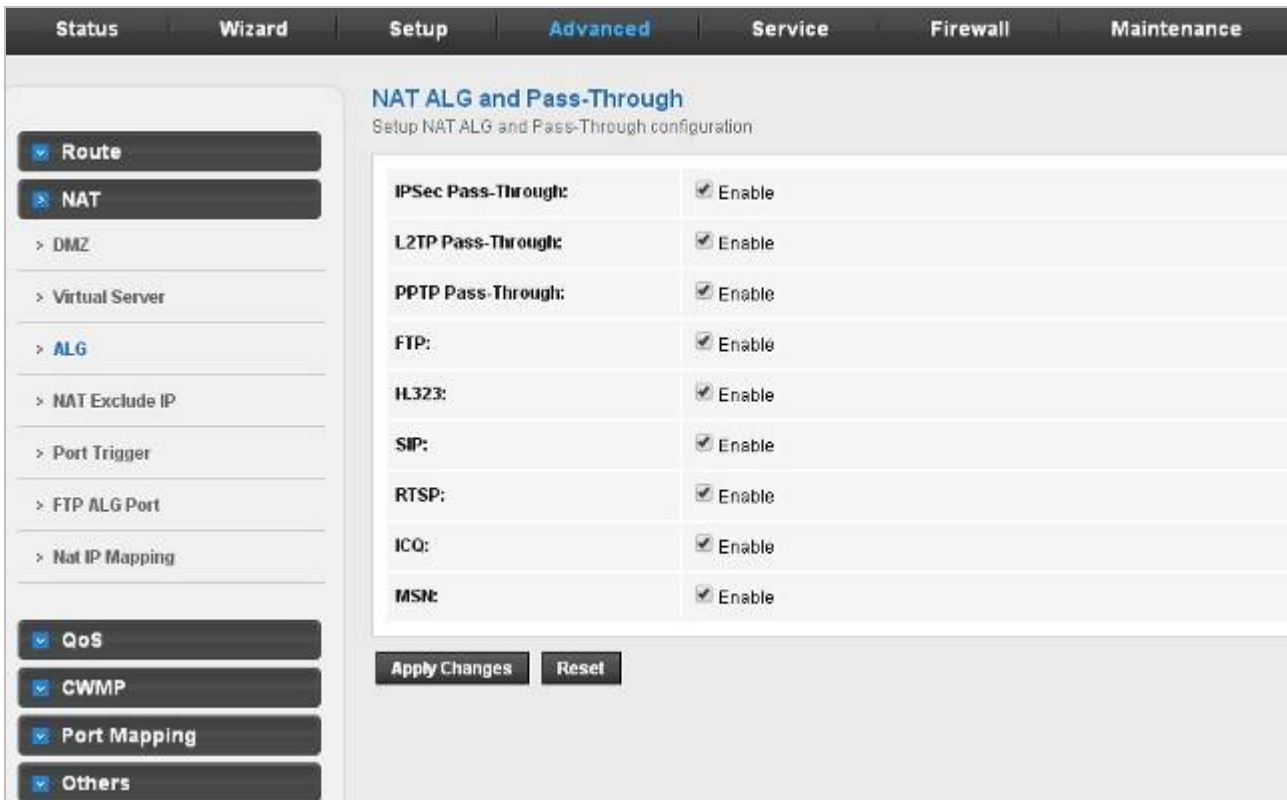 Status Wizard Setup Advanced Service Firewall Maintenance
Route
NAT
> DMZ
> Virtual Server
> ALG
> NAT Exclude IP
> Port Trigger
> FTP ALG Port
> Nat IP Mapping
QoS
CWMP
Port Mapping
Others
NAT ALG and Pass-Through
Setup NAT ALG and Pass-Through configuration
IPSec Pass-Through: Enable
L2TP Pass-Through: Enable
PPTP Pass-Through: Enable
FTP: Enable
H.323: Enable
SIP: Enable
RTSP: Enable
ICQ: Enable
MSN: Enable
Apply Changes Reset